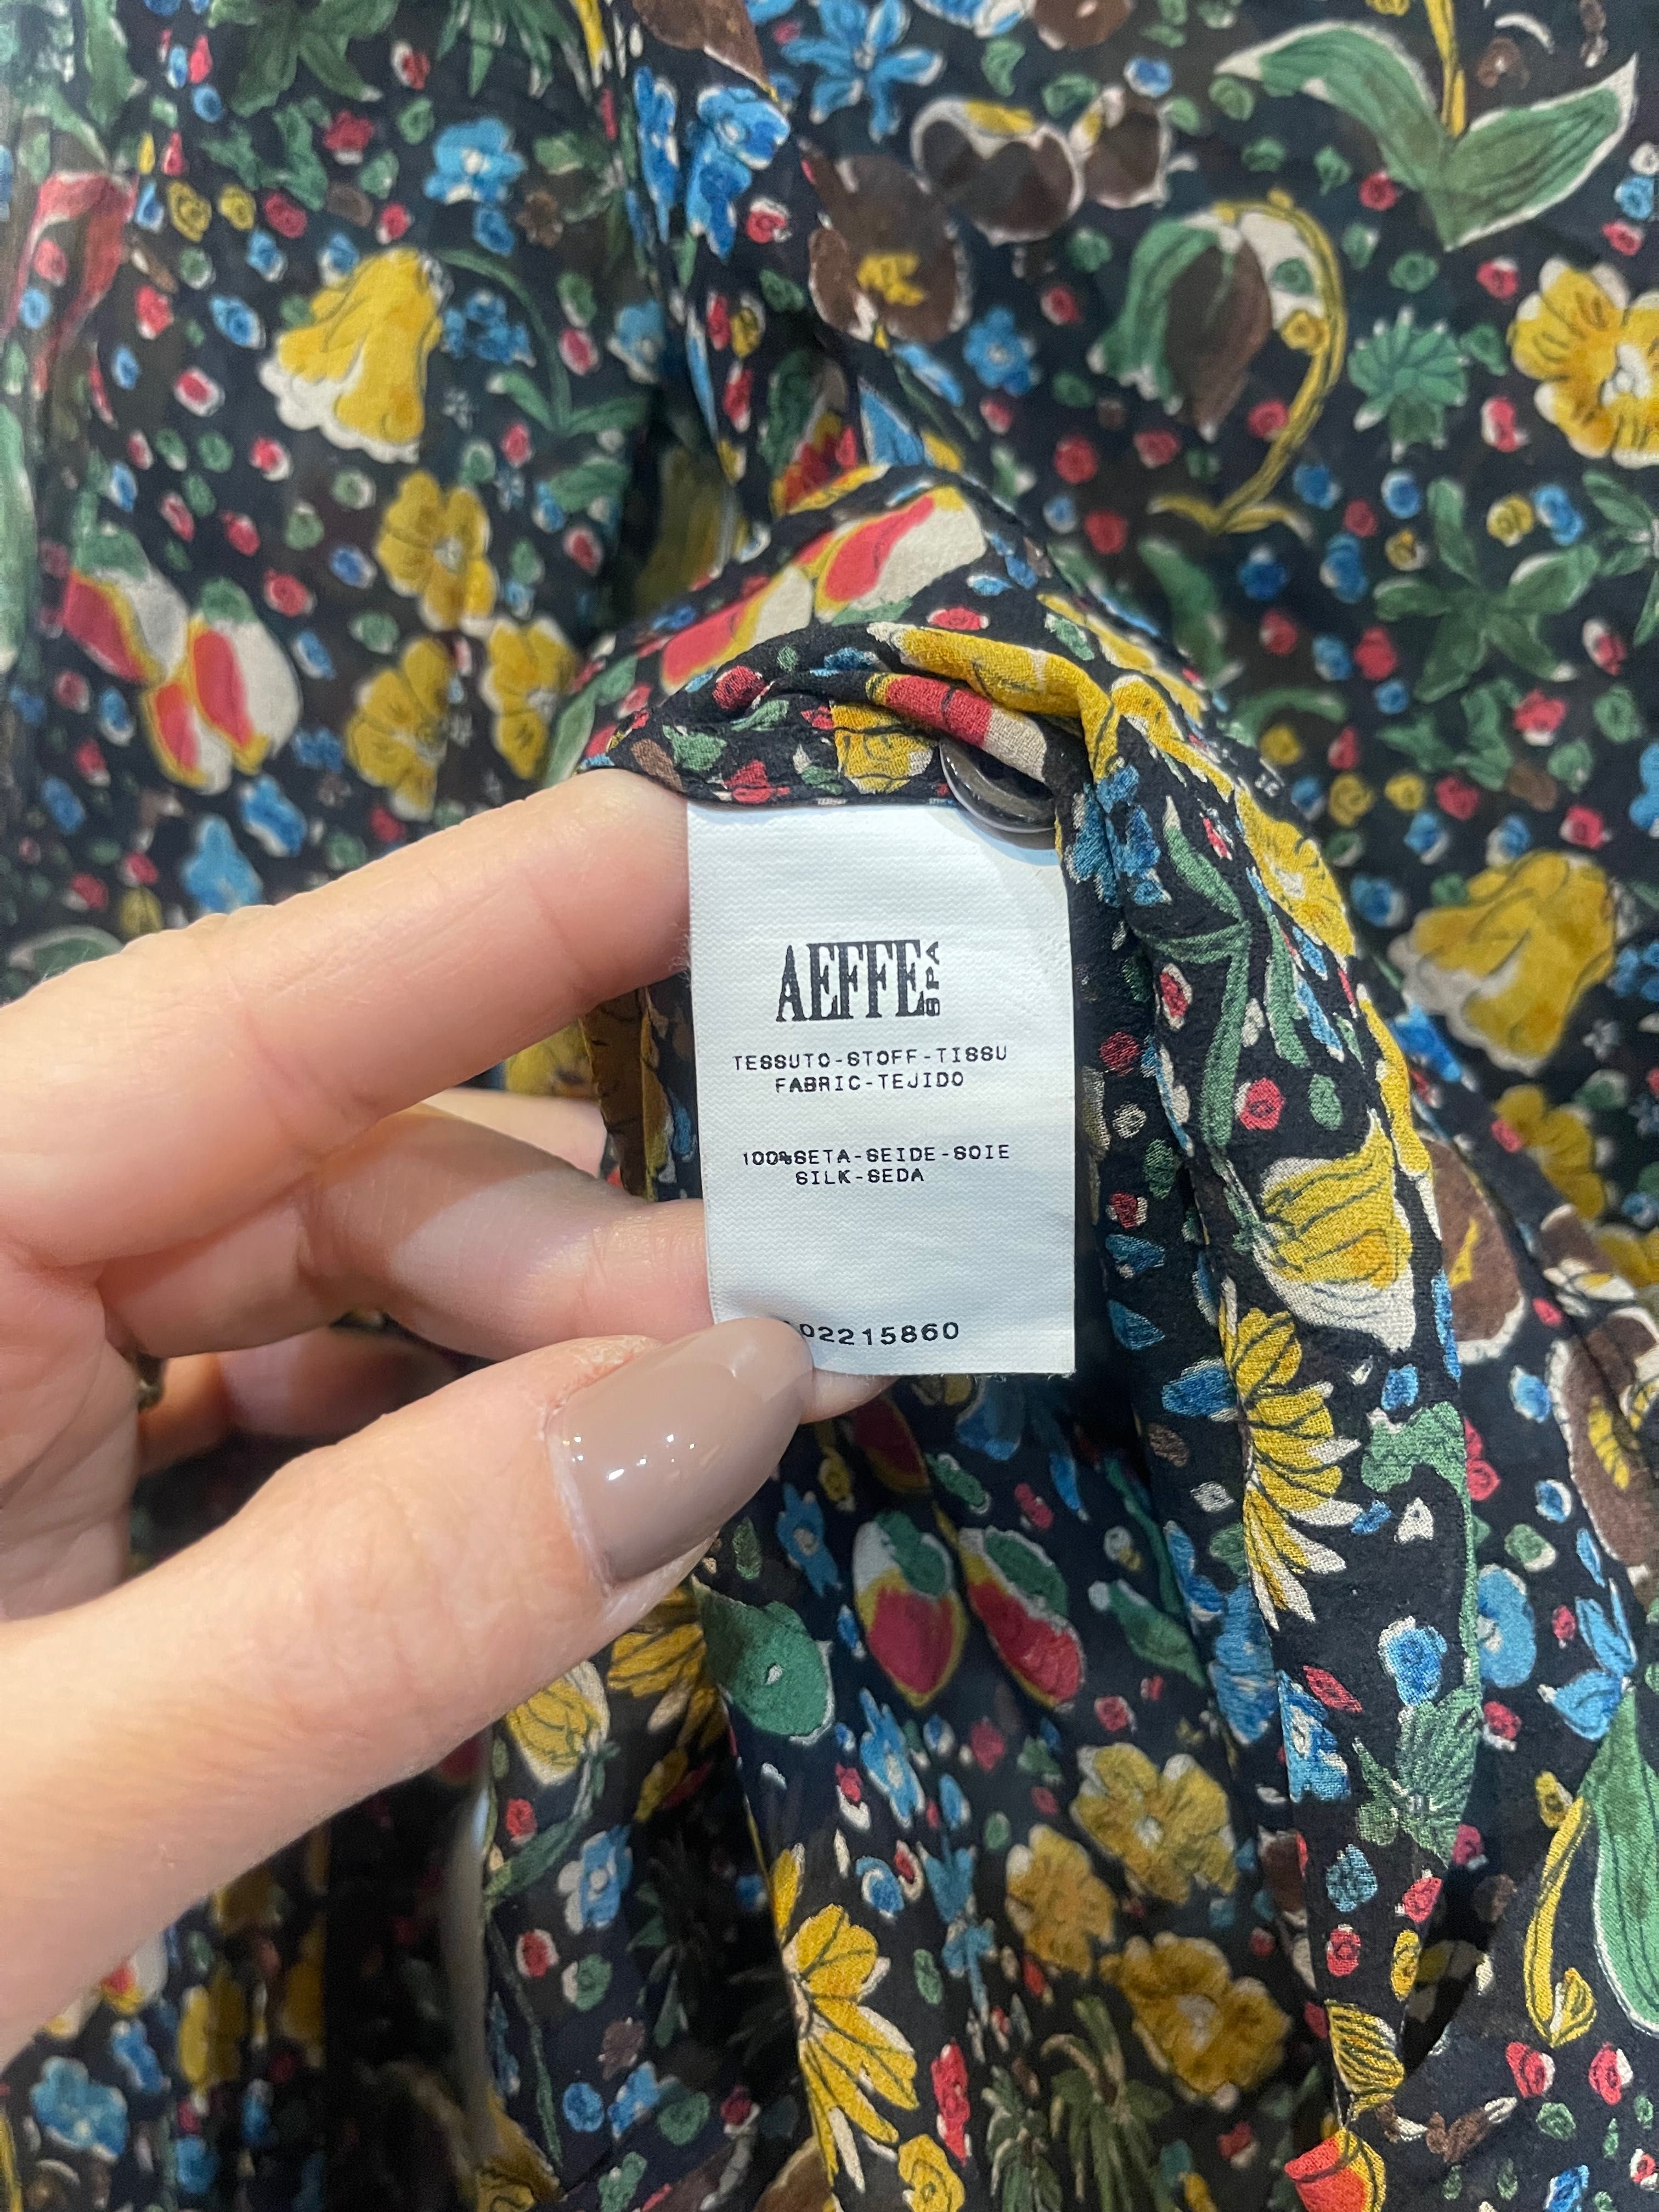 AEFFE SPA
TESSUTO-STOFF-TISSU
FABRIC-TEJIDO
100%SETA-SEIDE-SOIE
SILK-SEDA
02215860